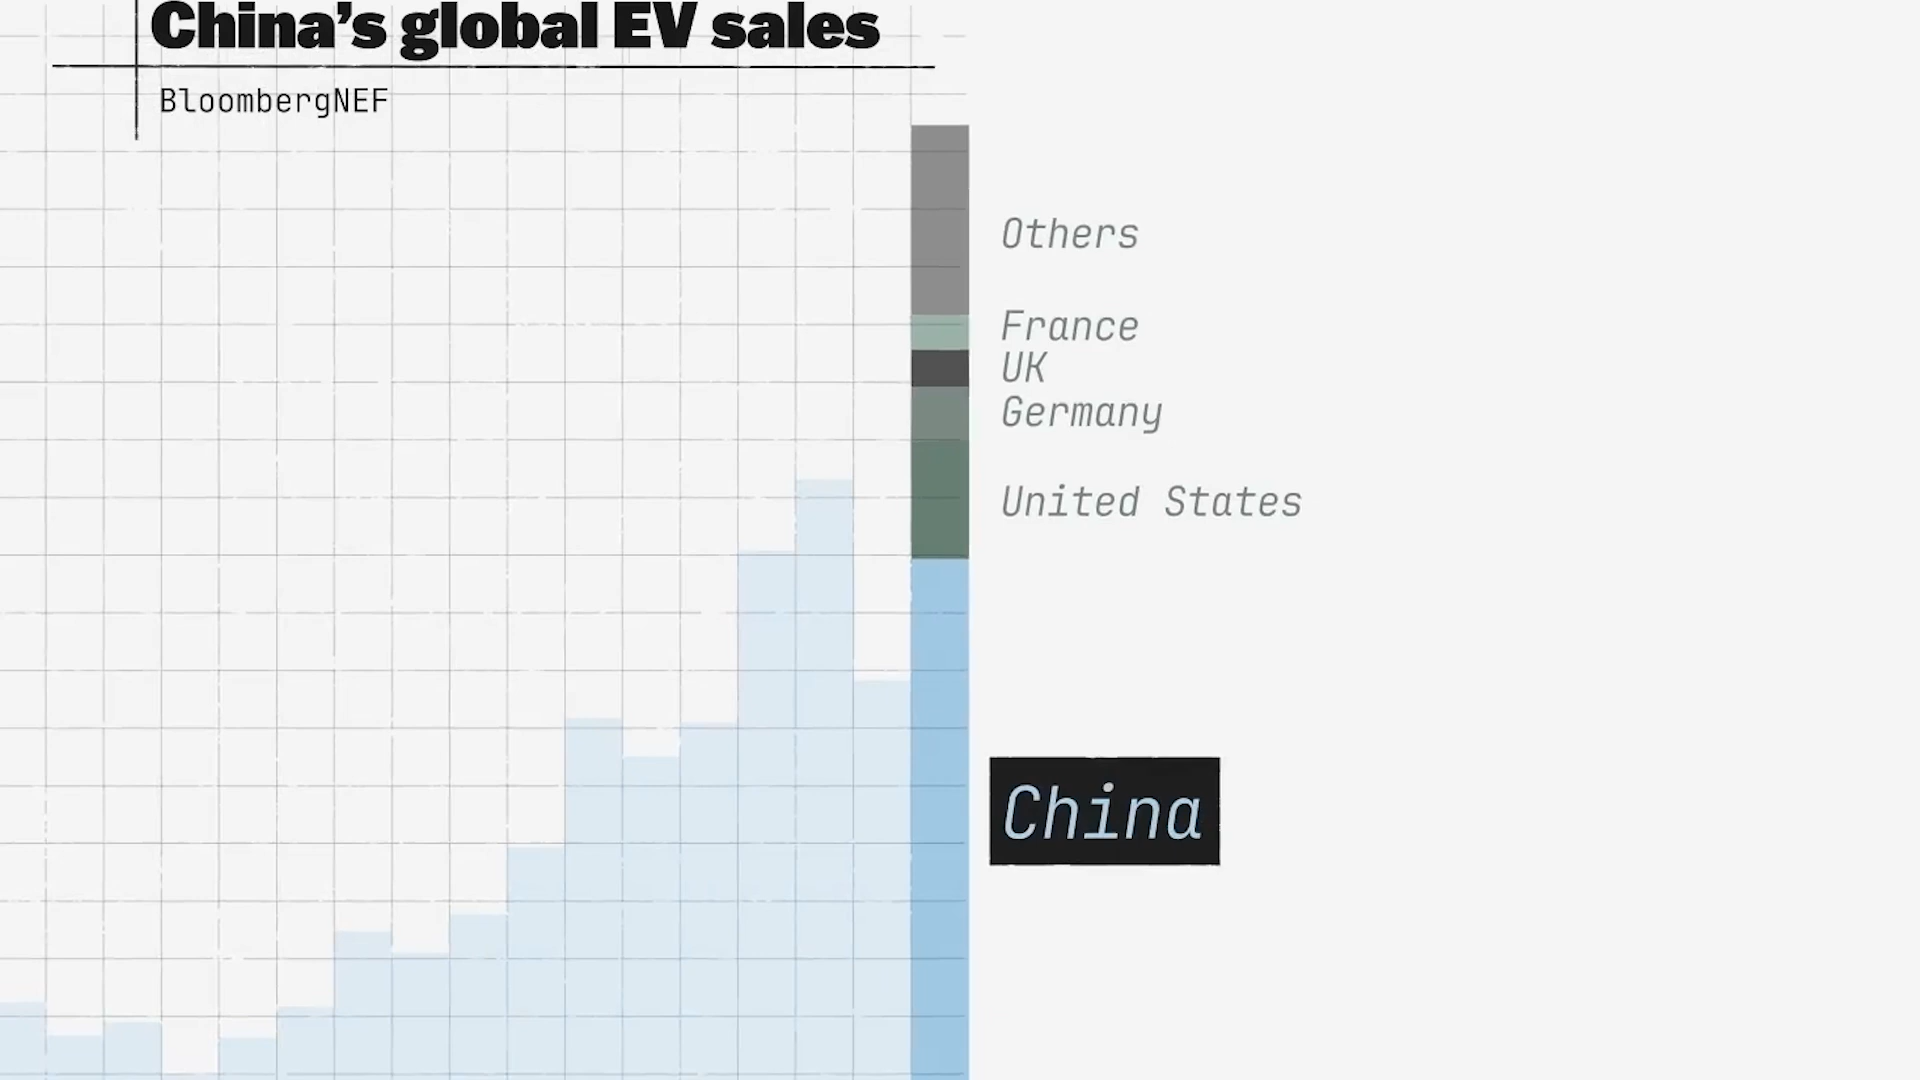 China’s global EV sales
BloombergNEF
Others
France
UK
Germany
United States
China